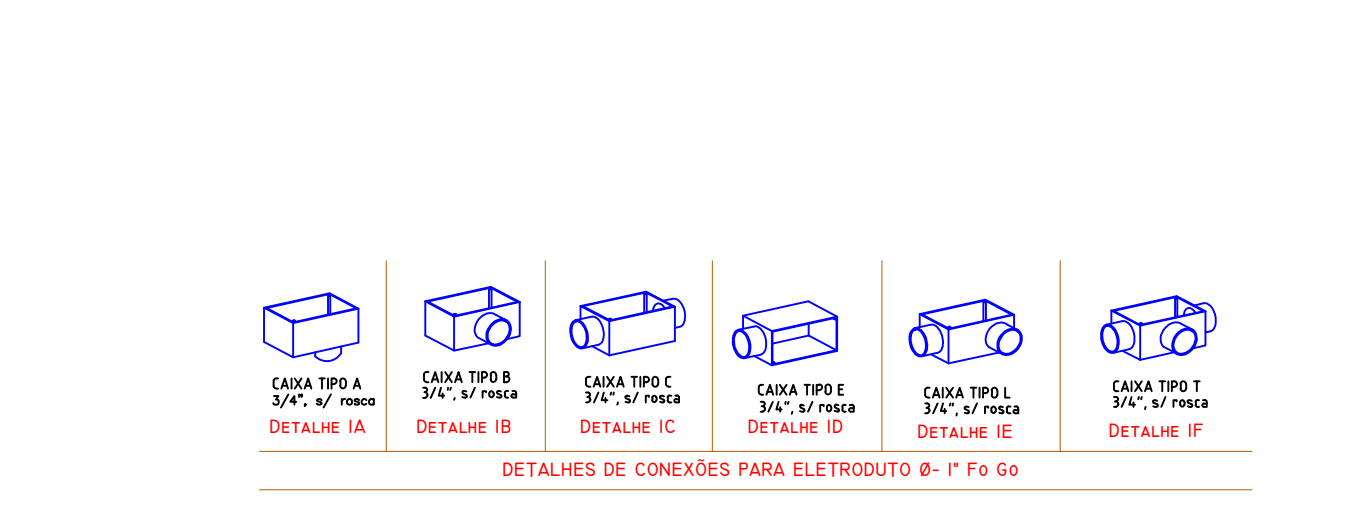 CAIXA TIPO A
3/4", s/ rosca
DETALHE 1A
CAIXA TIPO B
3/4", s/ rosca
DETALHE 1B
CAIXA TIPO C
3/4", s/ rosca
DETALHE 1C
CAIXA TIPO E
3/4", s/ rosca
DETALHE 1D
CAIXA TIPO L
3/4", s/ rosca
DETALHE 1E
CAIXA TIPO T
3/4", s/ rosca
DETALHE 1F
DETALHES DE CONEXÕES PARA ELETRODUTO Ø- 1" Fo Go